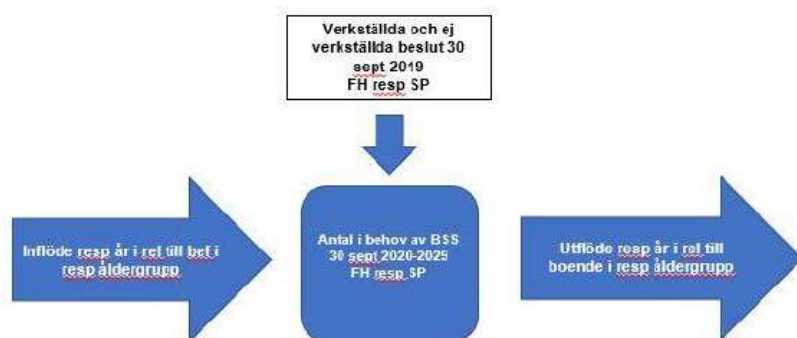 Verkställda och ej
verkställda beslut 30
sept 2019
FH resp SP
Inflöde resp år i rel till bef i
resp åldergrupp
Antal i behov av BSS
30 sept 2020-2025
FH resp SP
Utflöde resp år i rel till
boende i resp åldergrupp